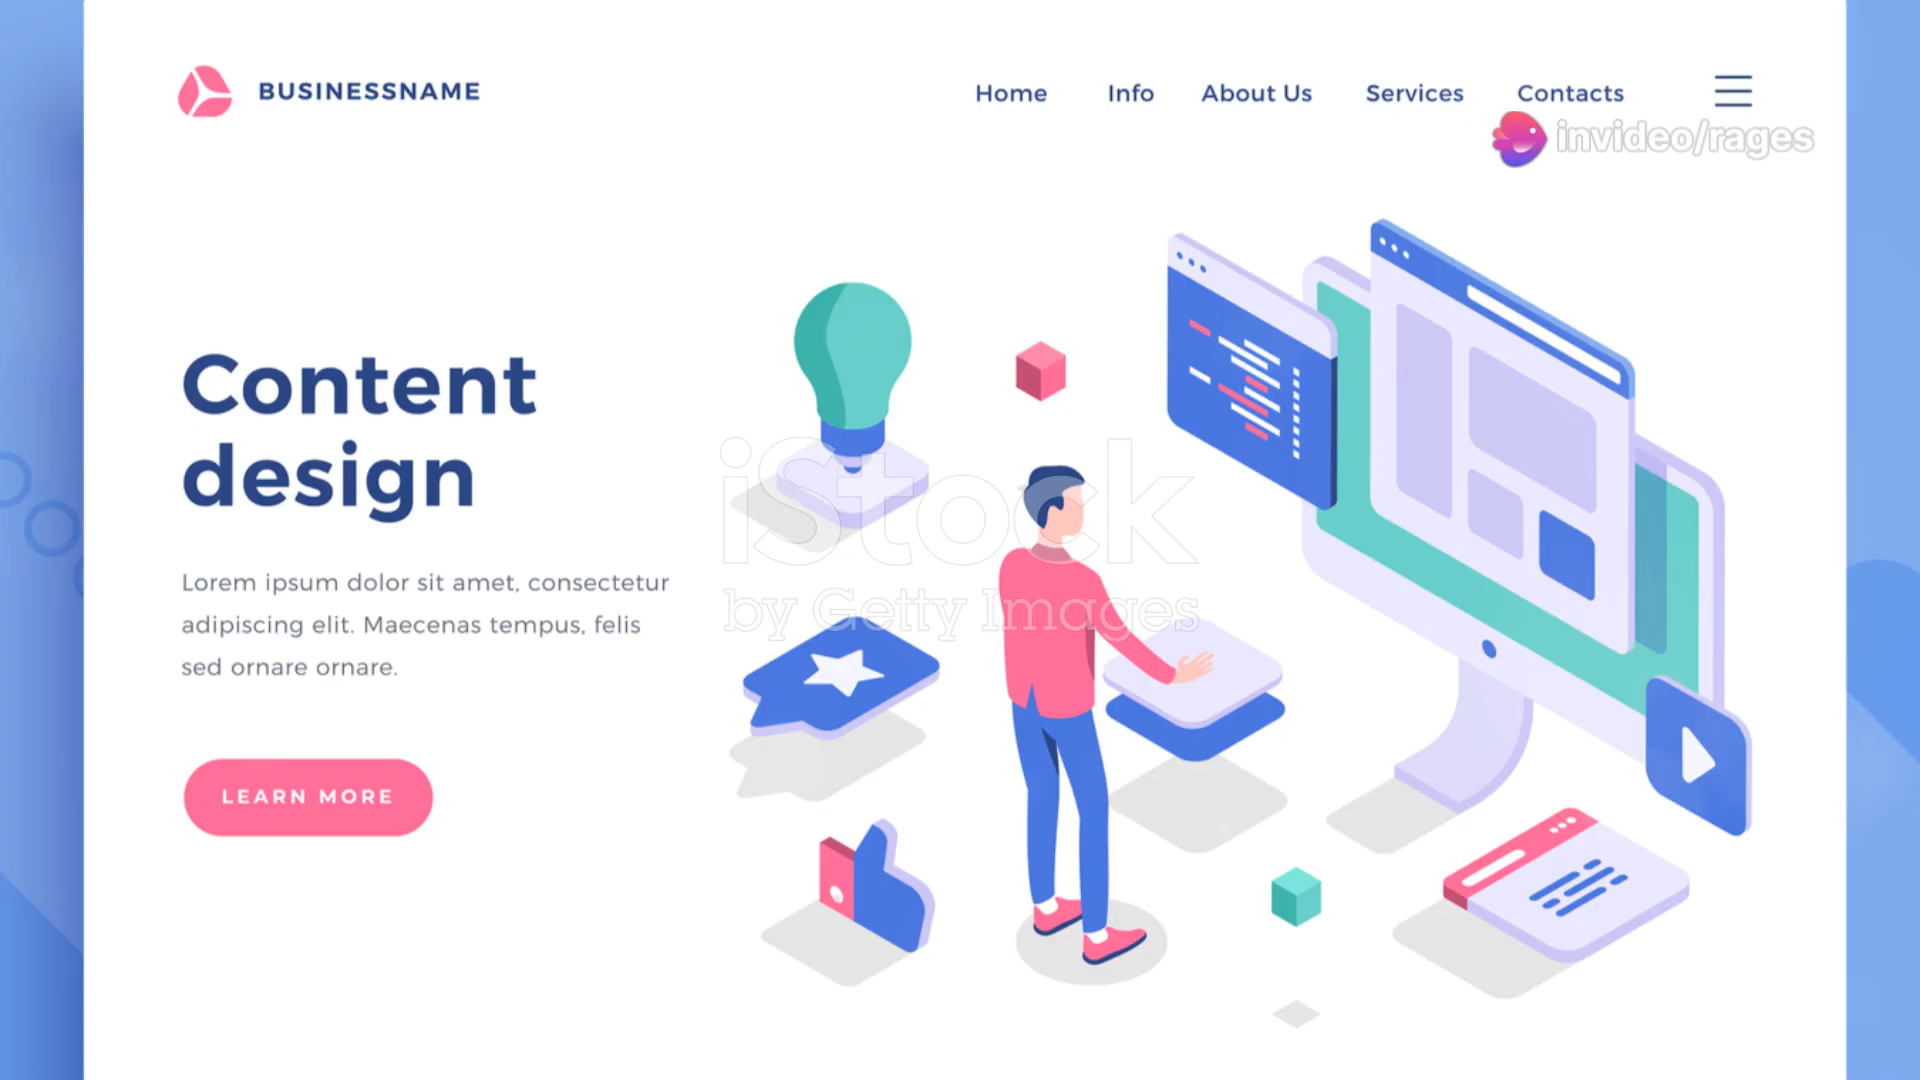 BUSINESSNAME
Home Info About Us Services Contacts
invideo/rages
Content
design
iStock
by Getty Images
Lorem ipsum dolor sit amet, consectetur
adipiscing elit. Maecenas tempus, felis
sed ornare ornare.
LEARN MORE